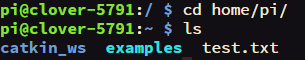 pi@clover-5791:/ $ cd home/pi/
pi@clover-5791:~ $ ls
catkin_ws  examples  test.txt